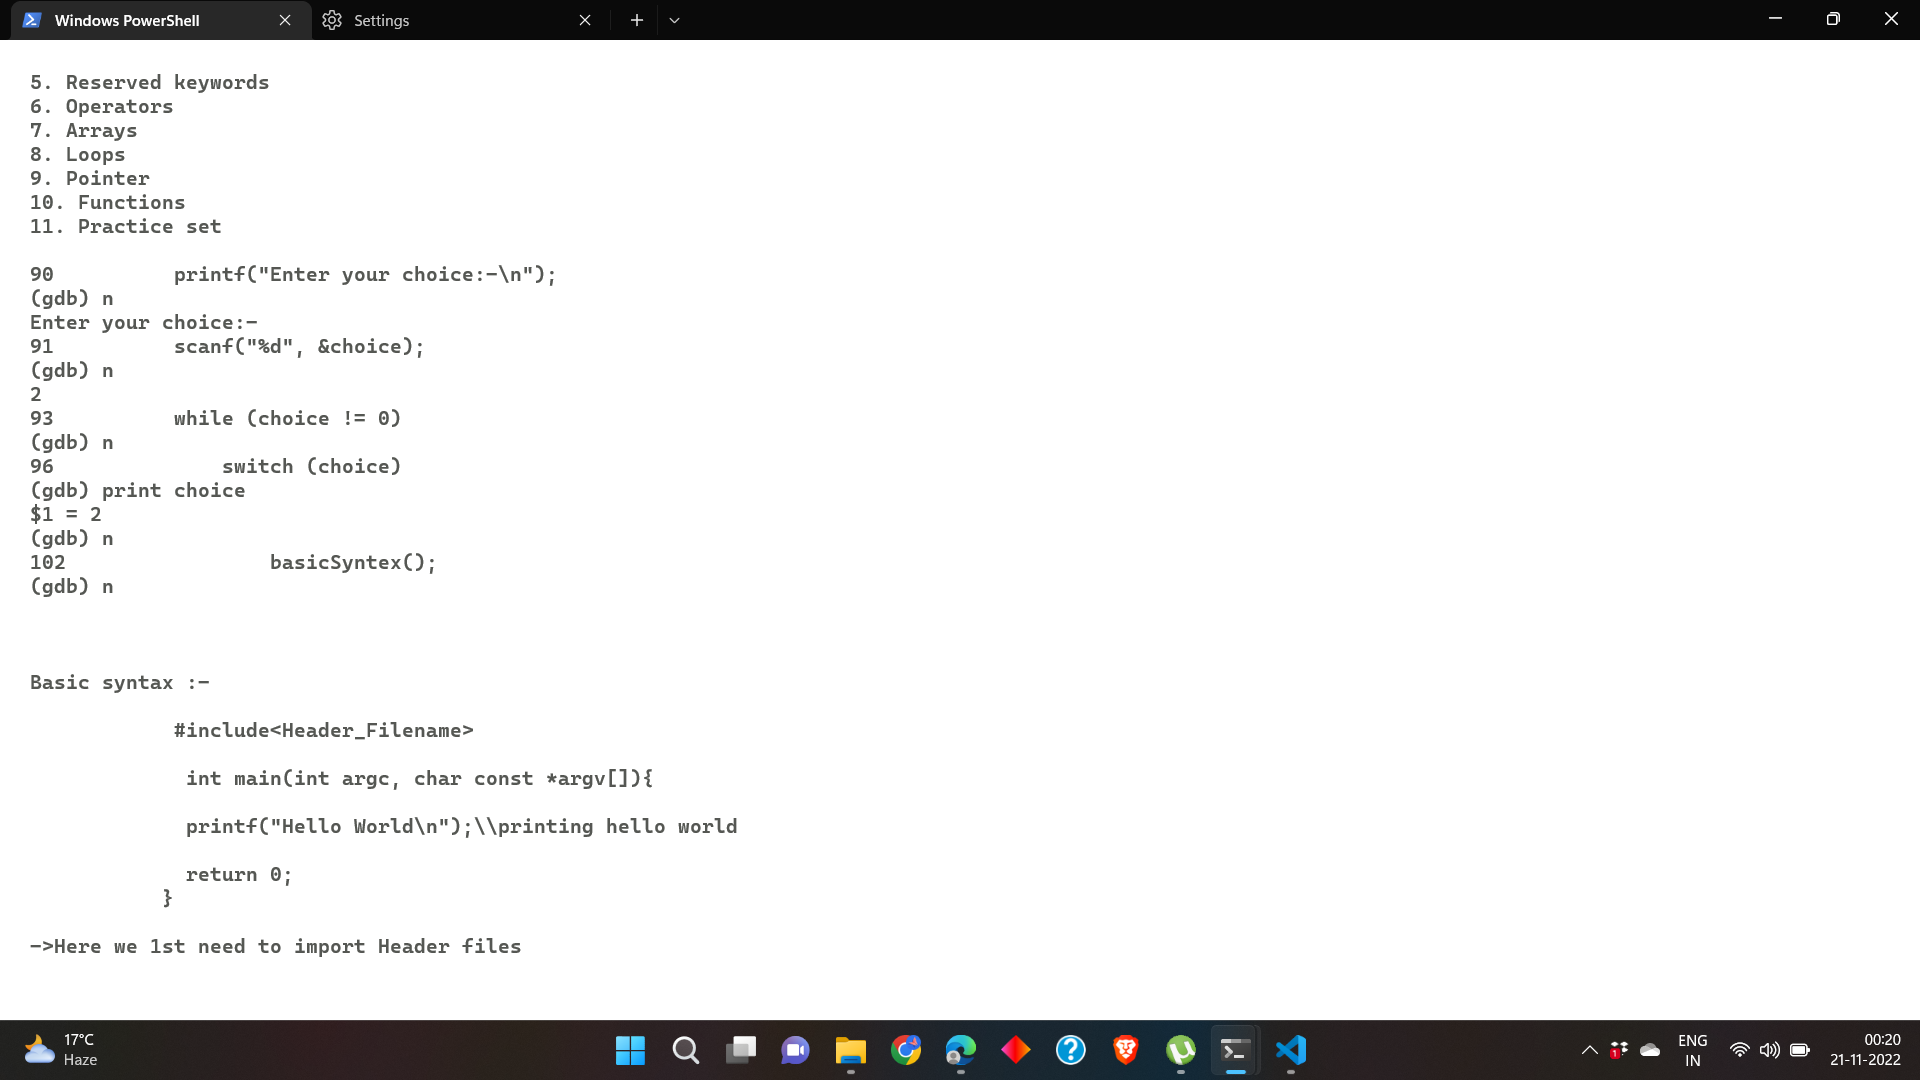 Windows PowerShell
Settings
5. Reserved keywords
6. Operators
7. Arrays
8. Loops
9. Pointer
10. Functions
11. Practice set
90          printf("Enter your choice:-\n");
(gdb) n
Enter your choice:-
91          scanf("%d", &choice);
(gdb) n
2
93          while (choice != 0)
(gdb) n
96              switch (choice)
(gdb) print choice
$1 = 2
(gdb) n
102                 basicSyntex();
(gdb) n
Basic syntax :-
            #include<Header_Filename>
             int main(int argc, char const *argv[]){
             printf("Hello World\n");\\printing hello world
             return 0;
           }
->Here we 1st need to import Header files
17°C
Haze
1
ENG
IN
00:20
21-11-2022